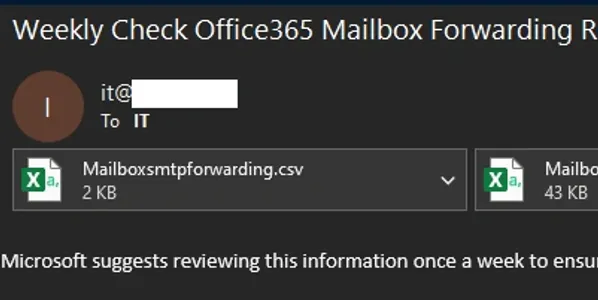 Weekly Check Office365 Mailbox Forwarding R
I
it@
To IT
Mailboxsmtpforwarding.csv
2 KB
Mailbo
43 KB
Microsoft suggests reviewing this information once a week to ensu